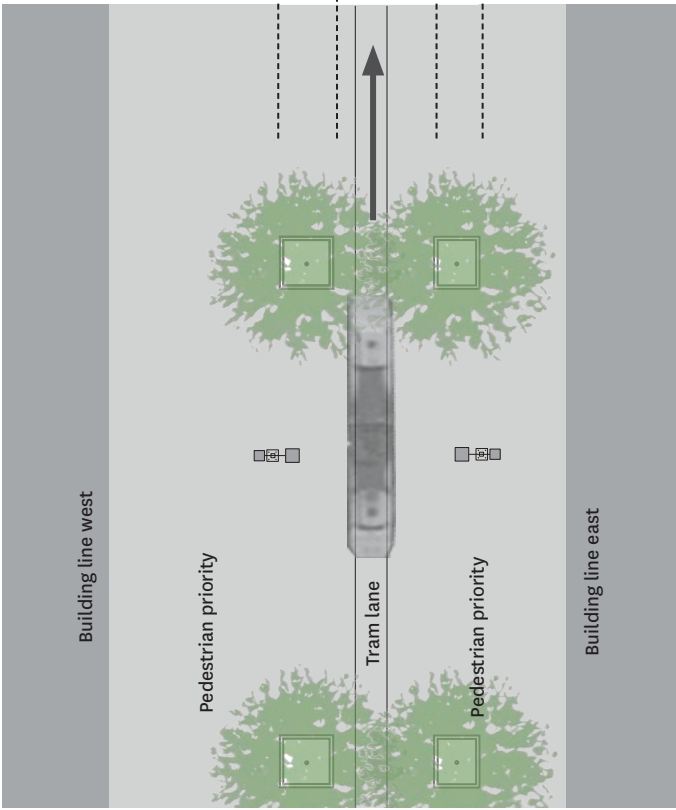 Building line west
Pedestrian priority
Tram lane
Pedestrian priority
Building line east